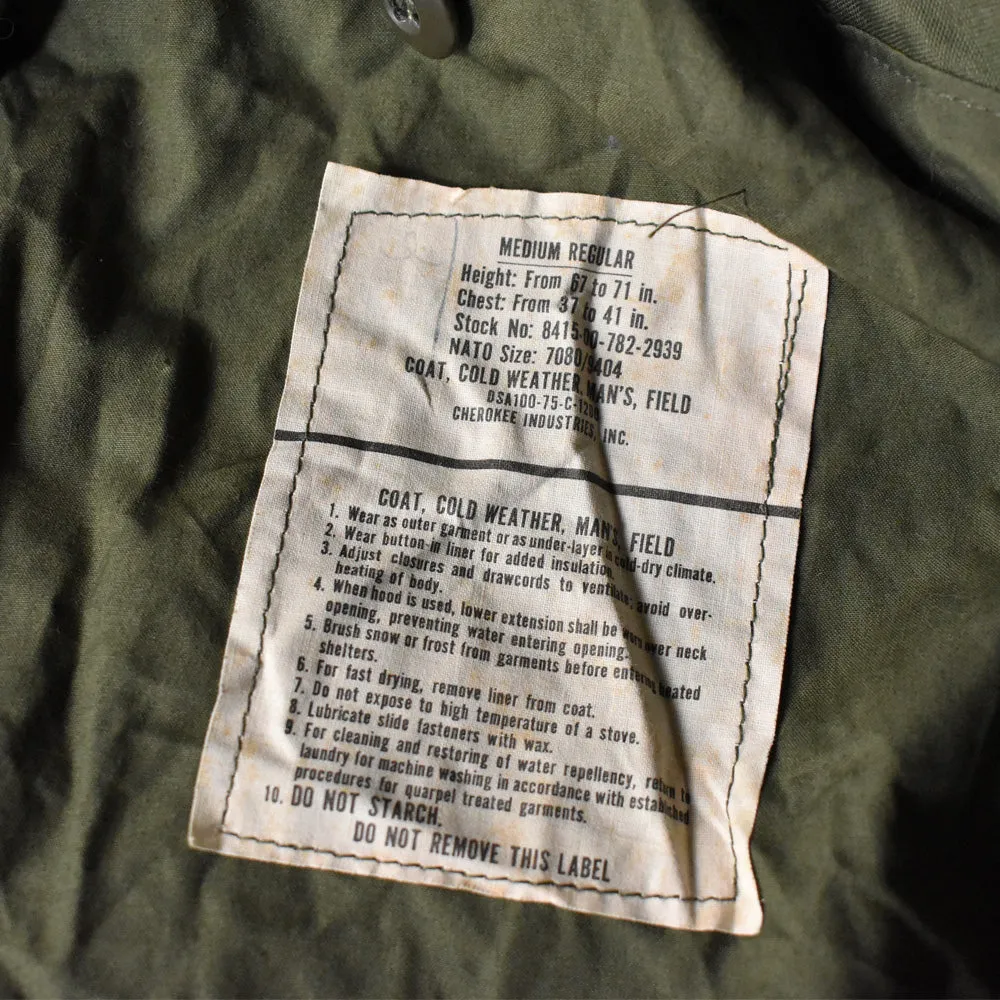 MEDIUM REGULAR
Height: From 67 to 71 in.
Chest: From 37 to 41 in.
Stock No: 8415-00-782-2939
NATO Size: 7080/9404
COAT, COLD WEATHER, MAN'S, FIELD
DSA100-75-C-
CHEROKEE INDUSTRIES, INC.
COAT, COLD WEATHER, MAN'S, FIELD
1. Wear as outer garment or as under-layer in cold-dry climate.
2. Wear button-in liner for added insulation.
3. Adjust closures and drawcords to ventilate; avoid over-
heating of body.
4. When hood is used, lower extension shall be worn over neck
opening, preventing water entering opening.
5. Brush snow or frost from garments before entering heated
shelters.
6. For fast drying, remove liner from coat.
7. Do not expose to high temperature of a stove.
8. Lubricate slide fasteners with wax.
9. For cleaning and restoring of water repellency, return to
laundry for machine washing in accordance with established
procedures for quarpel treated garments.
10. DO NOT STARCH.
DO NOT REMOVE THIS LABEL